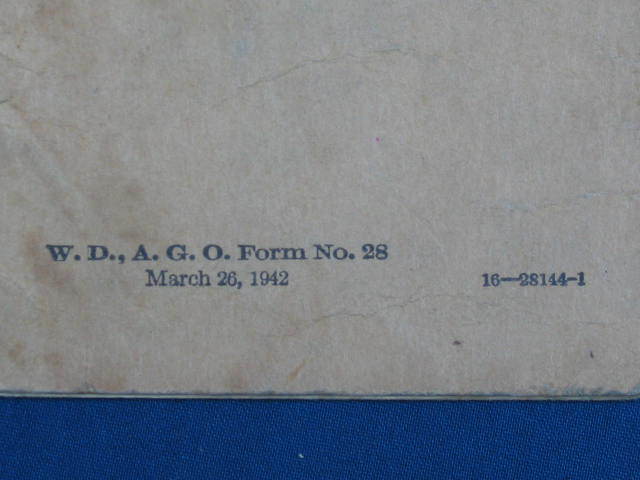 W. D., A. G. O. Form No. 28
March 26, 1942
16—28144-1